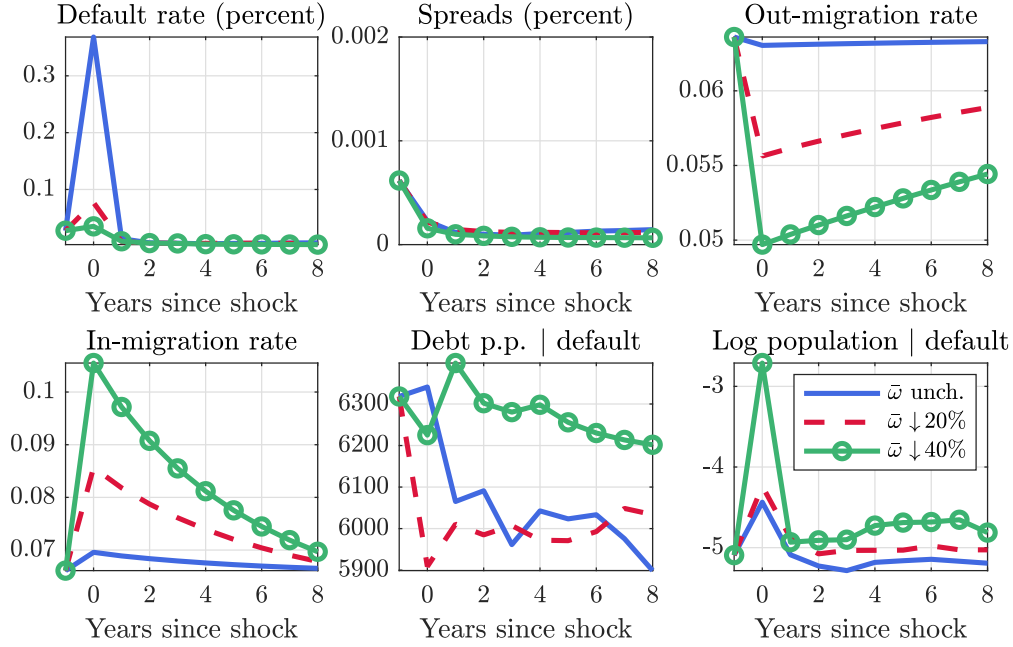 Default rate (percent)
0.3
0.2
0.1
0 2 4 6 8
Years since shock
Spreads (percent)
0.002
0.001
0
0 2 4 6 8
Years since shock
Out-migration rate
0.06
0.055
0.05
0 2 4 6 8
Years since shock
In-migration rate
0.1
0.09
0.08
0.07
0 2 4 6 8
Years since shock
Debt p.p. | default
6300
6200
6100
6000
5900
0 2 4 6 8
Years since shock
Log population | default
-3
-4
-5
ω̄ unch.
ω̄ ↓20%
ω̄ ↓40%
0 2 4 6 8
Years since shock